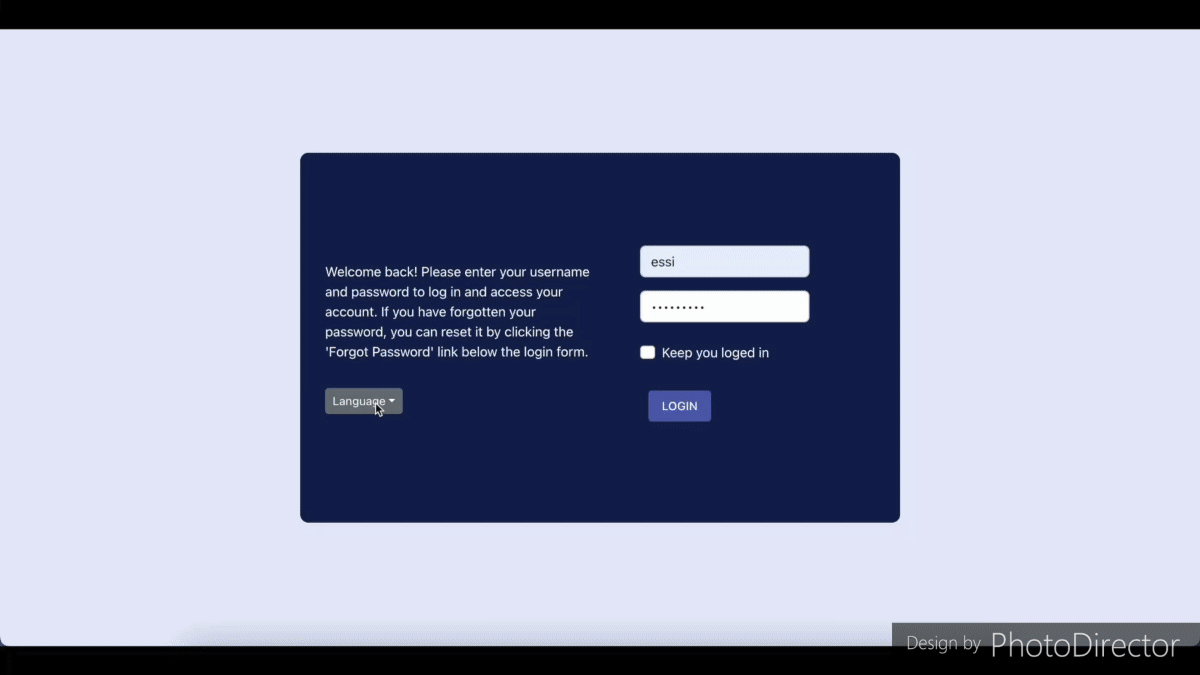 Welcome back! Please enter your username
and password to log in and access your
account. If you have forgotten your
password, you can reset it by clicking the
'Forgot Password' link below the login form.
Language
essi
•••••••••
Keep you loged in
LOGIN
Design by PhotoDirector